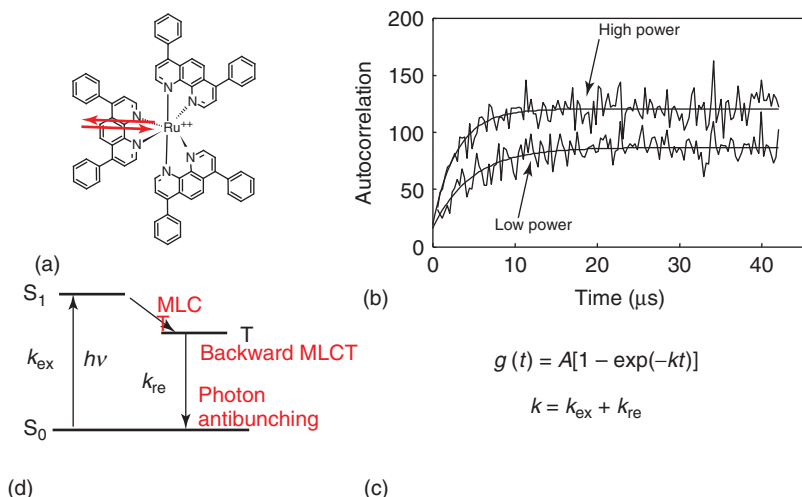 N
N
N
N
N
N
Ru++
(a)
200
150
100
50
0
Autocorrelation
High power
Low power
0
10
20
30
40
Time (μs)
(b)
S1
MLC
T
T
Backward MLCT
kex
hν
kre
Photon
antibunching
S0
(d)
g (t) = A[1 − exp(−kt)]
k = kex + kre
(c)